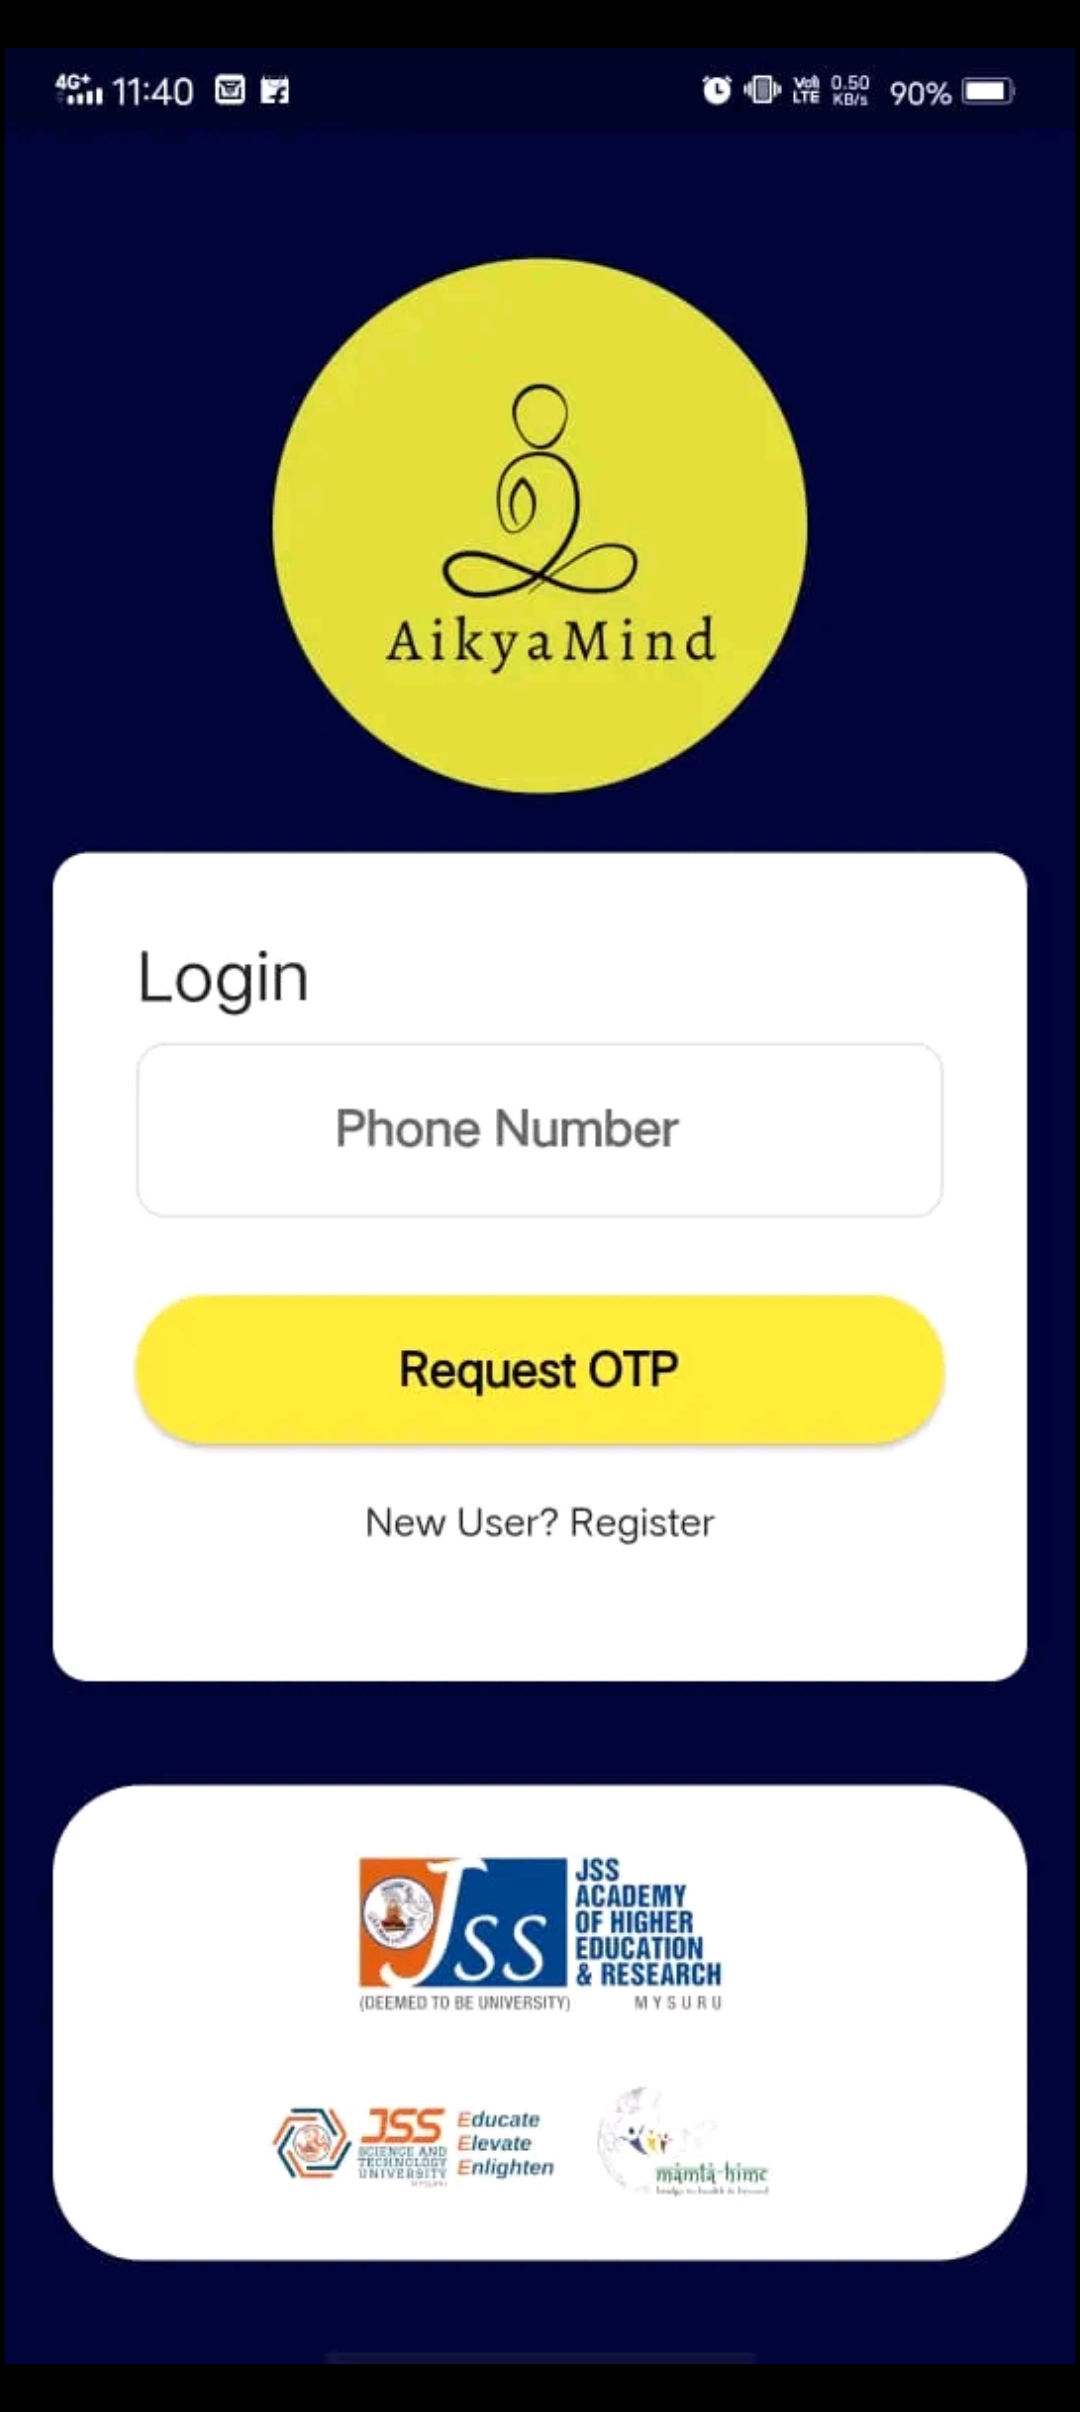 4G+ 11:40 Vo)) LTE 0.50 KB/s 90%
AikyaMind
Login
Phone Number
Request OTP
New User? Register
JSS
JSS
ACADEMY
OF HIGHER
EDUCATION
& RESEARCH
(DEEMED TO BE UNIVERSITY) MYSURU
JSS
SCIENCE AND
TECHNOLOGY
UNIVERSITY
Educate
Elevate
Enlighten
mamta-himc